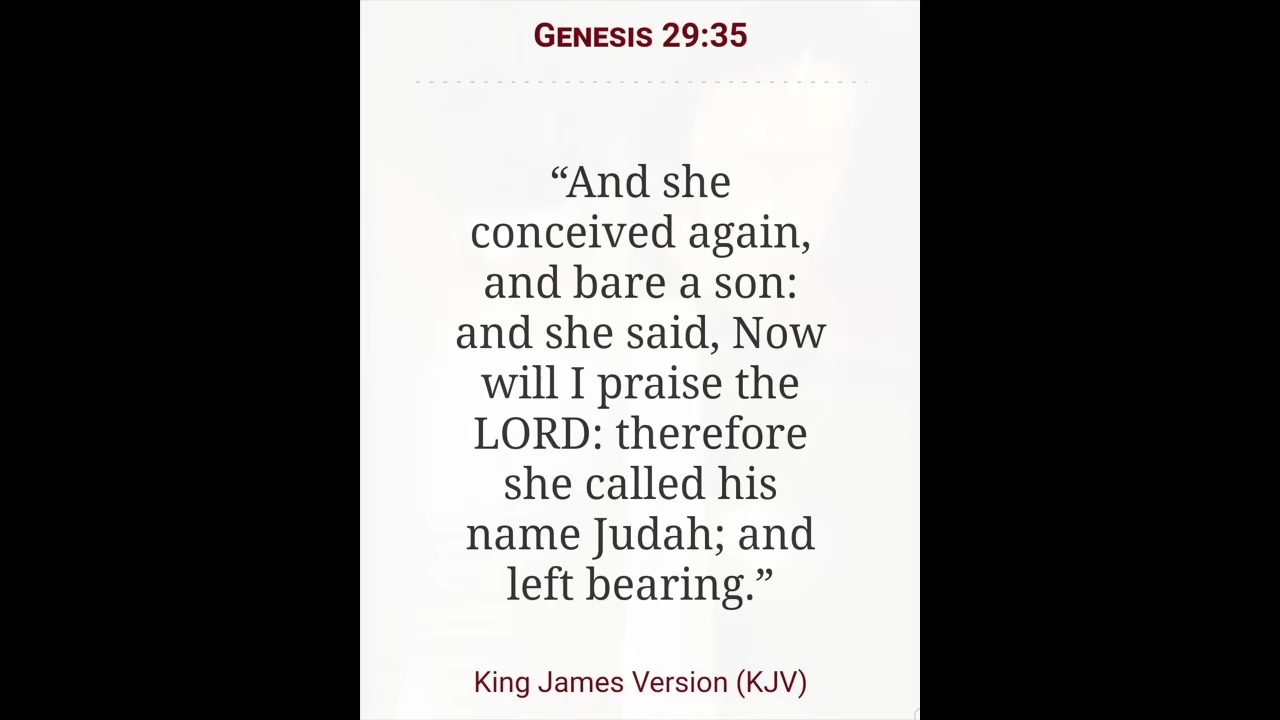 Genesis 29:35
“And she
conceived again,
and bare a son:
and she said, Now
will I praise the
LORD: therefore
she called his
name Judah; and
left bearing.”
King James Version (KJV)